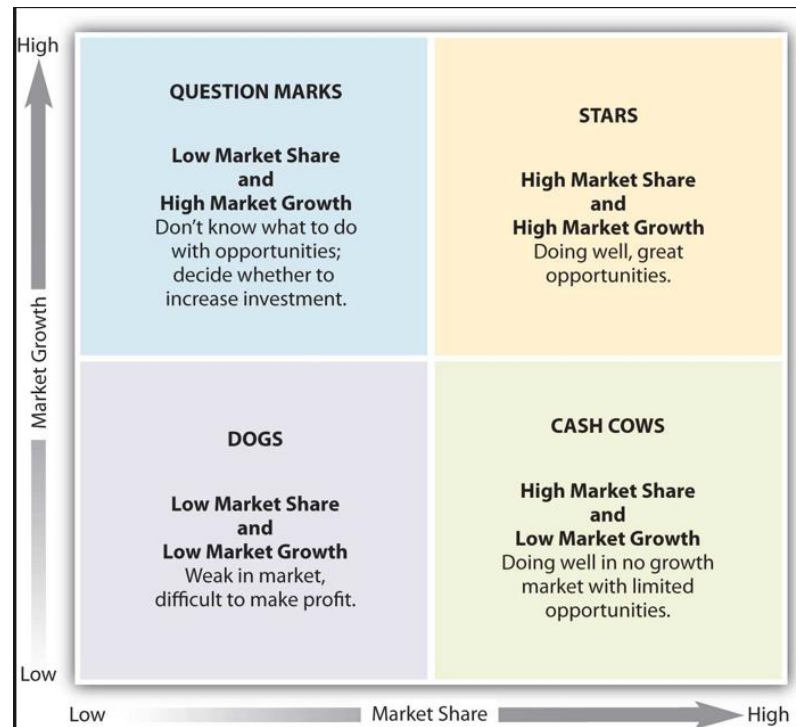 High
QUESTION MARKS
Low Market Share
and
High Market Growth
Don’t know what to do
with opportunities;
decide whether to
increase investment.
STARS
High Market Share
and
High Market Growth
Doing well, great
opportunities.
Market Growth
DOGS
Low Market Share
and
Low Market Growth
Weak in market,
difficult to make profit.
CASH COWS
High Market Share
and
Low Market Growth
Doing well in no growth
market with limited
opportunities.
Low
Low
Market Share
High